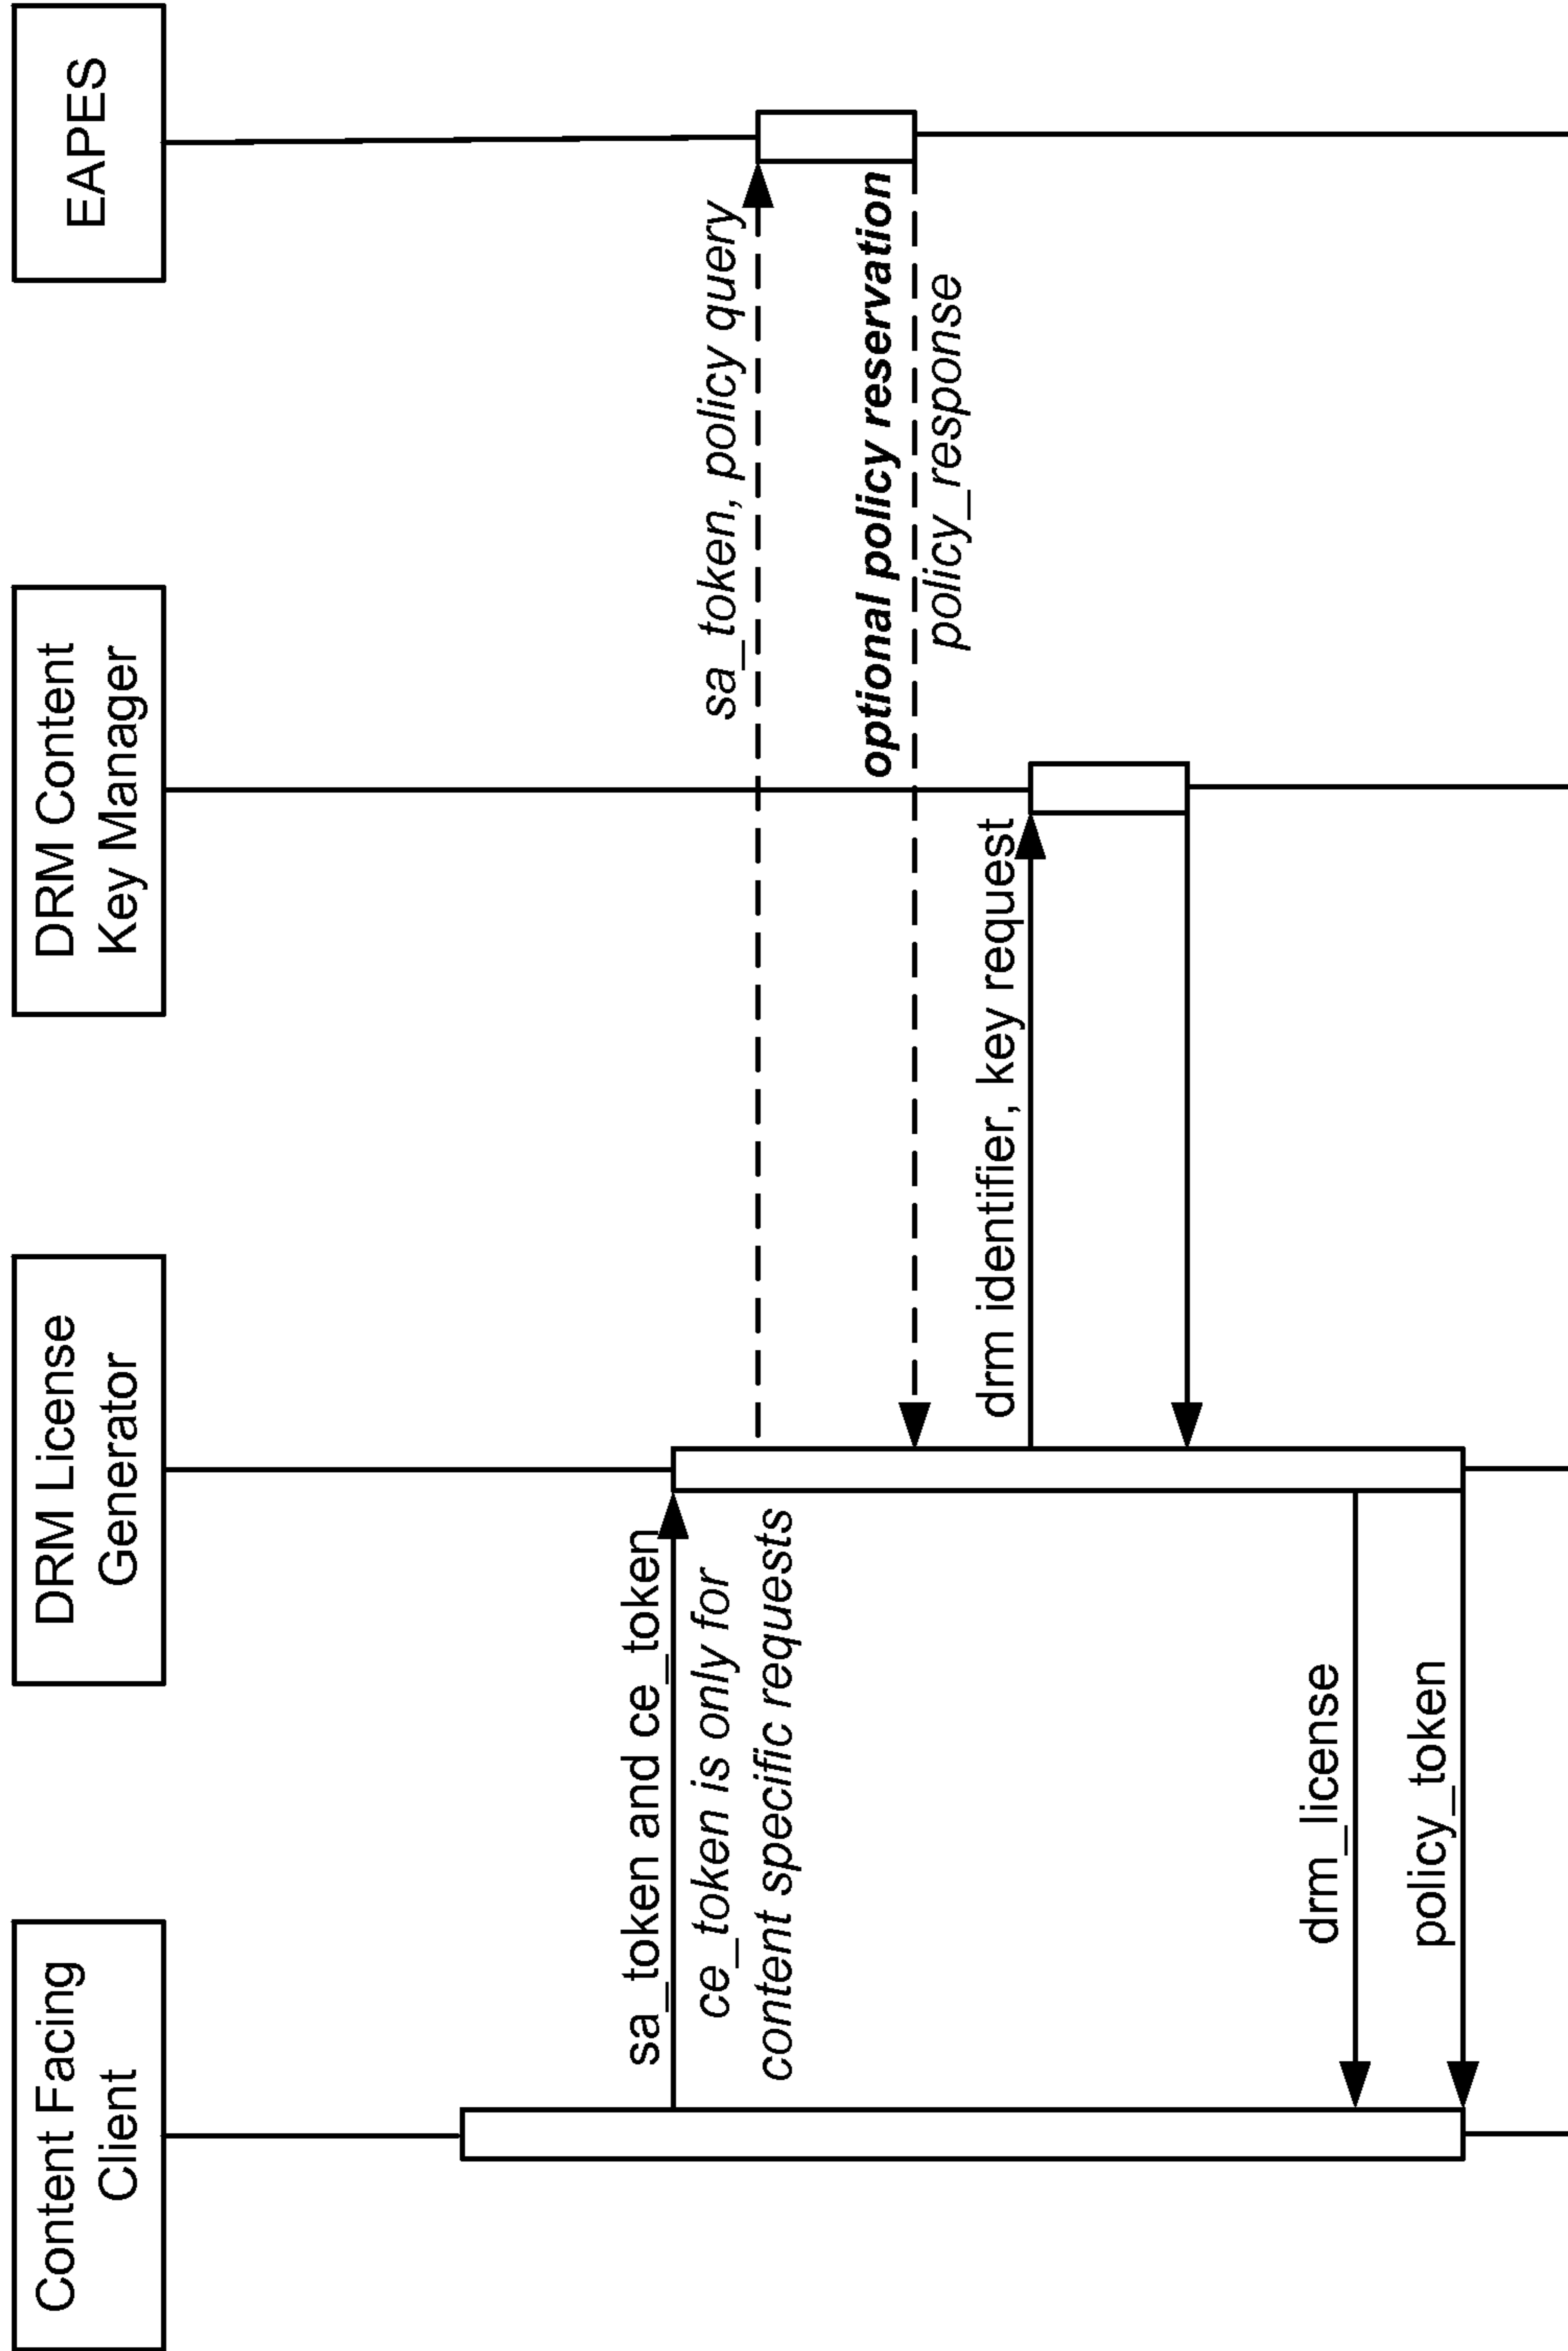 Content Facing
Client
DRM License
Generator
DRM Content
Key Manager
EAPES
sa_token and ce_token
ce_token is only for
content specific requests
sa_token, policy query
optional policy reservation
policy_response
drm identifier, key request
drm_license
policy_token